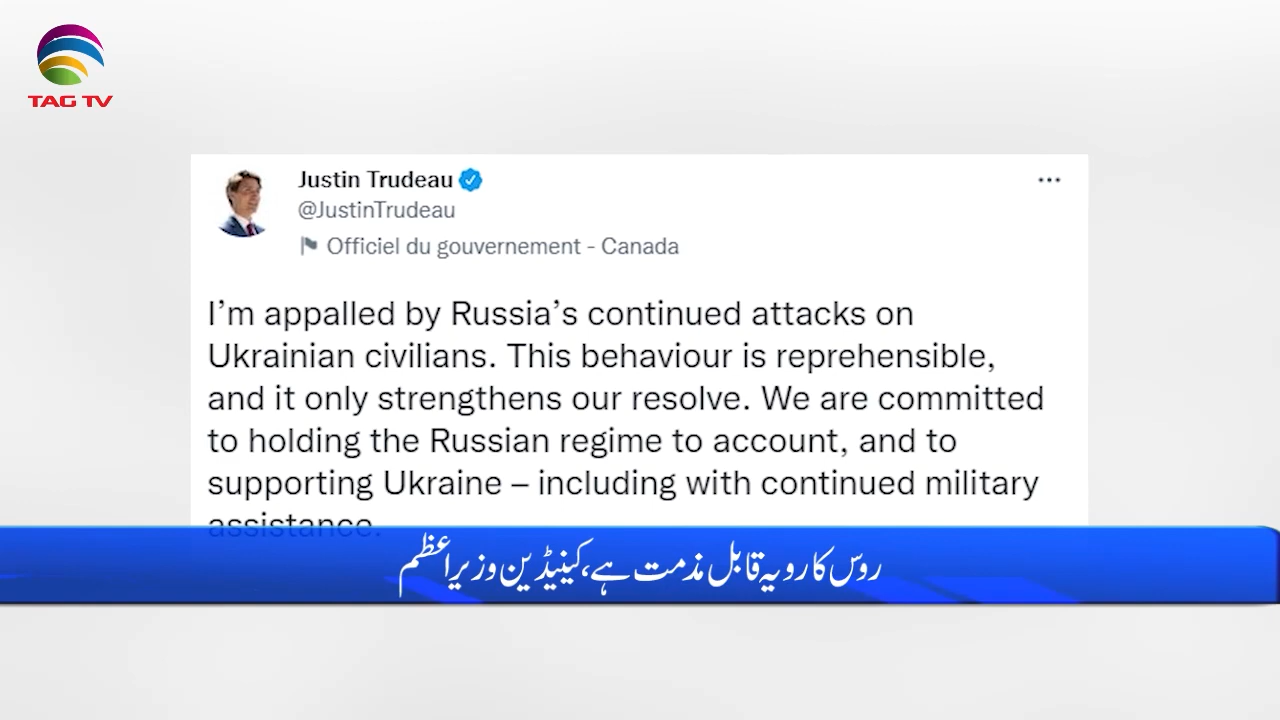 TAG TV
Justin Trudeau
@JustinTrudeau
Officiel du gouvernement - Canada
I’m appalled by Russia’s continued attacks on
Ukrainian civilians. This behaviour is reprehensible,
and it only strengthens our resolve. We are committed
to holding the Russian regime to account, and to
supporting Ukraine – including with continued military
assistance.
روس کا رویہ قابل مذمت ہے، کینیڈین وزیراعظم